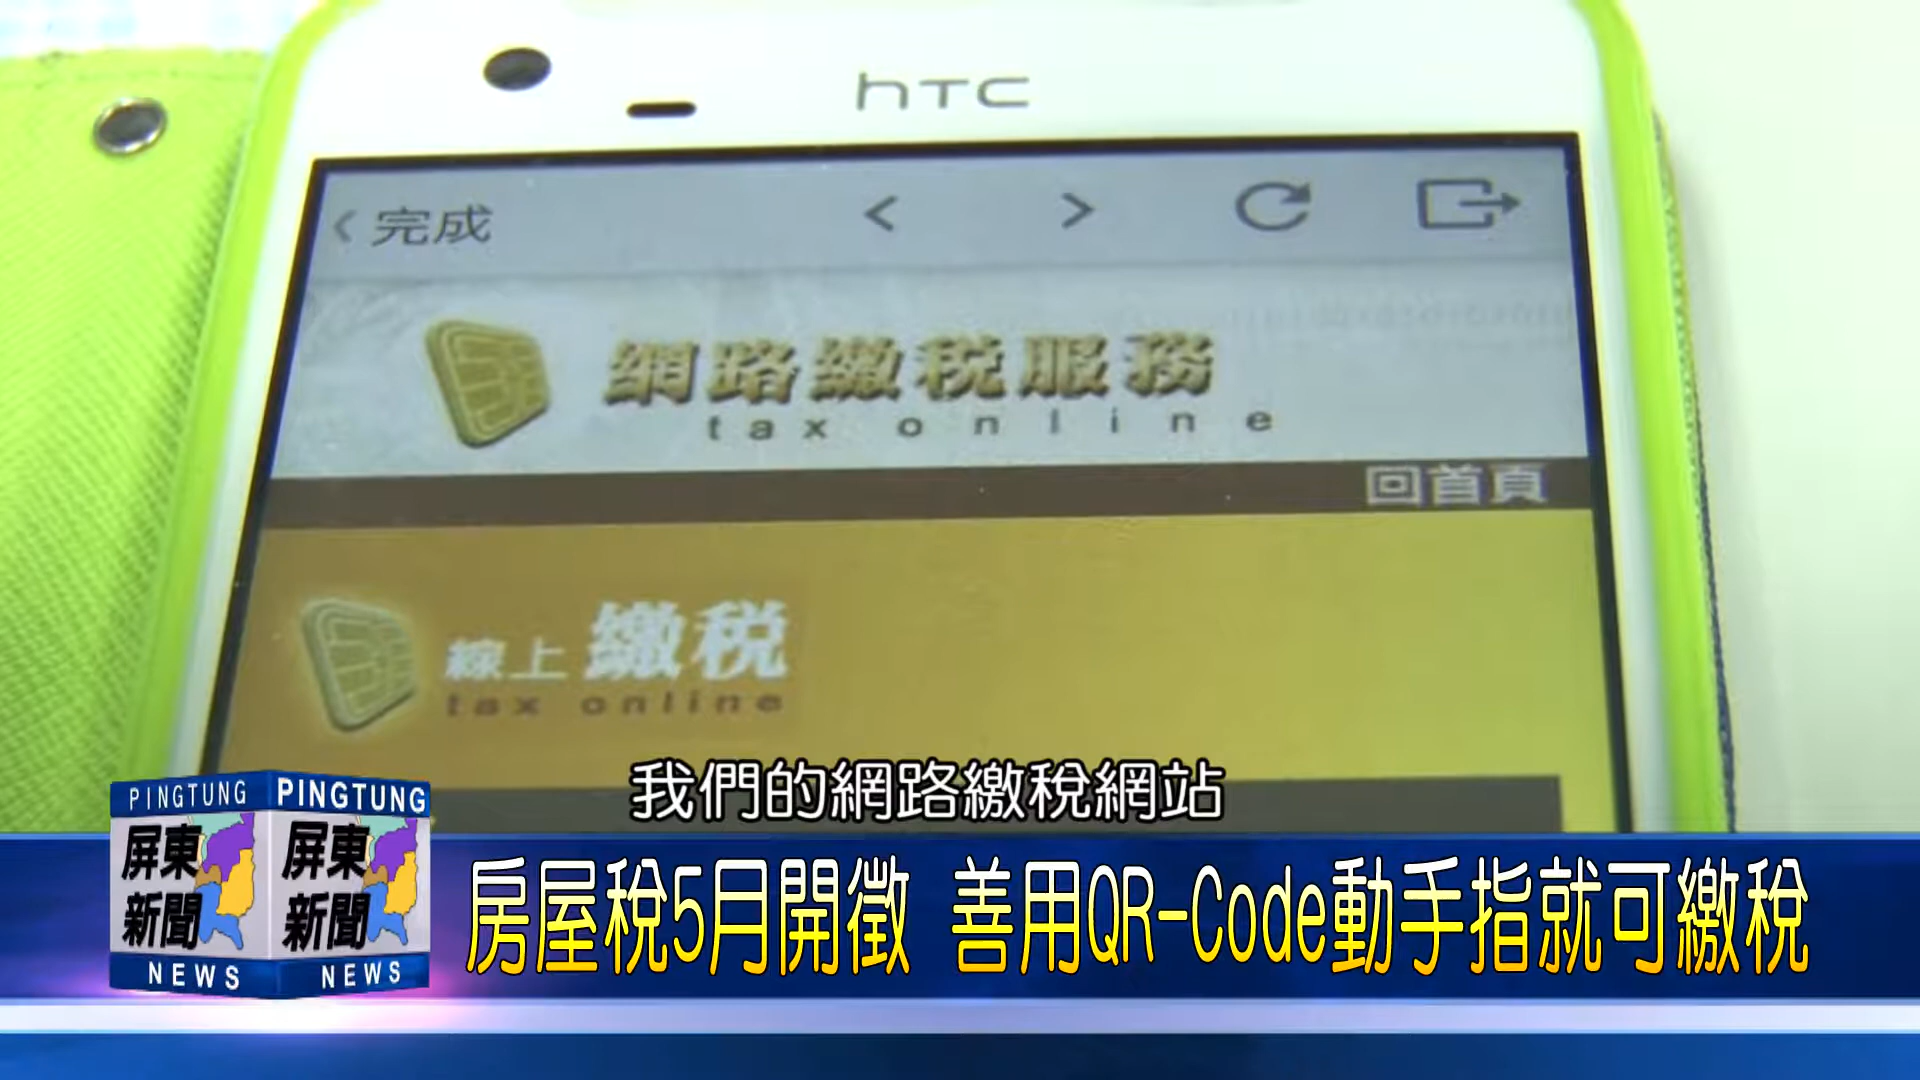 hTC
< 完成 < >
網路繳稅服務
tax online
回首頁
線上繳稅
tax online
我們的網路繳稅網站
PINGTUNG PINGTUNG
屏東 屏東
新聞 新聞
NEWS NEWS
房屋稅5月開徵 善用QR-Code動手指就可繳稅